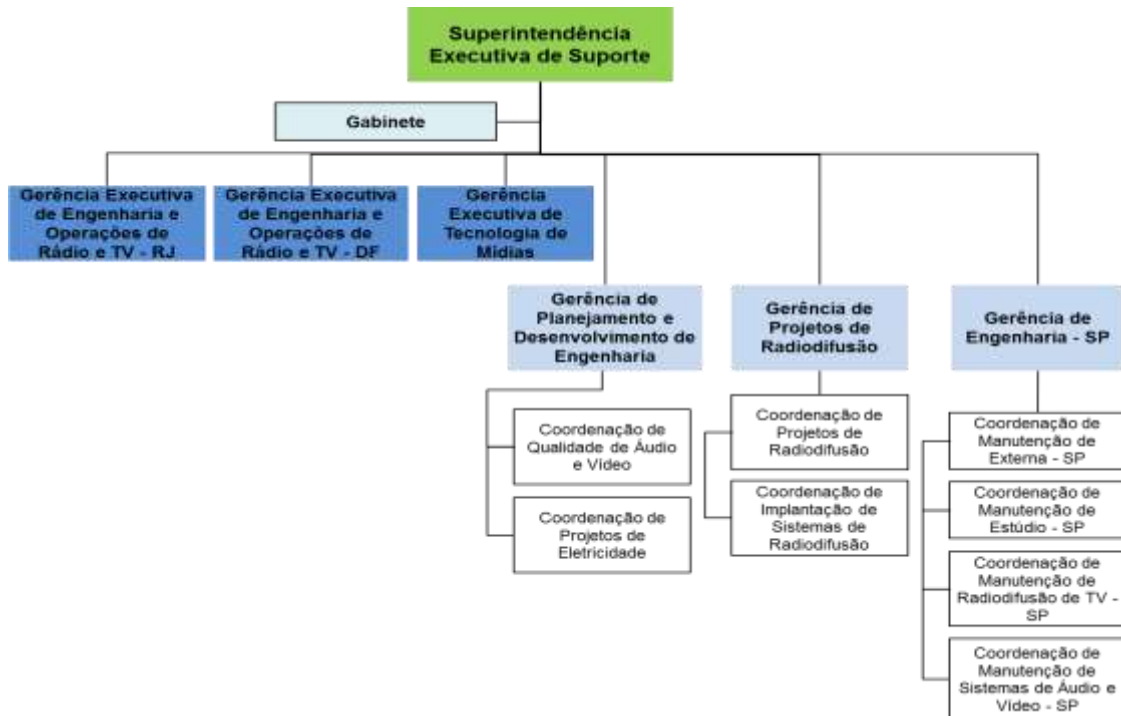 Superintendência
Executiva de Suporte
Gabinete
Gerência Executiva
de Engenharia e
Operações de
Rádio e TV - RJ
Gerência Executiva
de Engenharia e
Operações de
Rádio e TV - DF
Gerência
Executiva de
Tecnologia de
Mídias
Gerência de
Planejamento e
Desenvolvimento de
Engenharia
Gerência de
Projetos de
Radiodifusão
Gerência de
Engenharia - SP
Coordenação de
Qualidade de Áudio
e Vídeo
Coordenação de
Projetos de
Eletricidade
Coordenação de
Projetos de
Radiodifusão
Coordenação de
Implantação de
Sistemas de
Radiodifusão
Coordenação de
Manutenção de
Externa - SP
Coordenação de
Manutenção de
Estúdio - SP
Coordenação de
Manutenção de
Radiodifusão de TV -
SP
Coordenação de
Manutenção de
Sistemas de Áudio e
Vídeo - SP